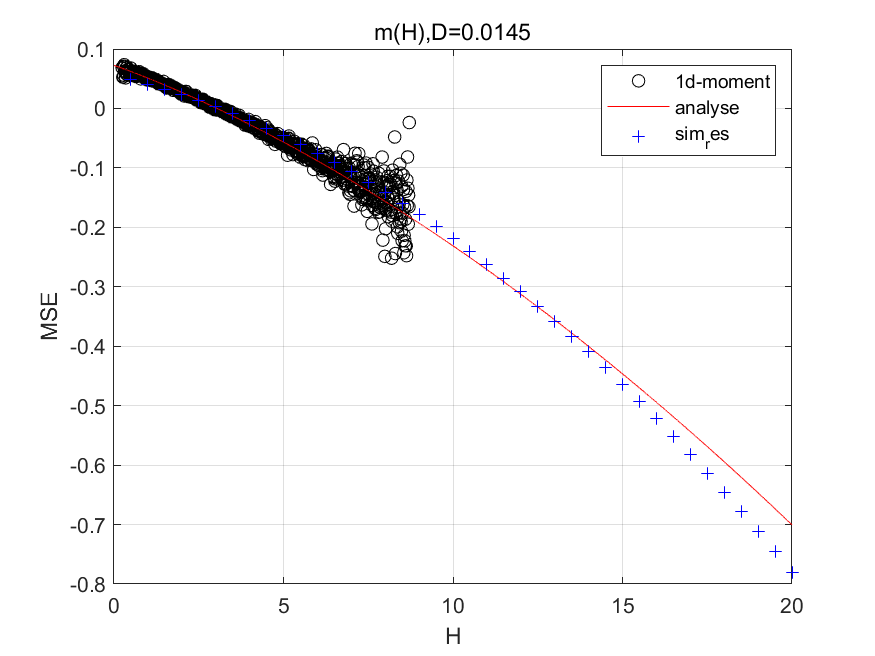 m(H),D=0.0145
1d-moment
analyse
sim_res
MSE
0.1
0
-0.1
-0.2
-0.3
-0.4
-0.5
-0.6
-0.7
-0.8
0 5 10 15 20
H